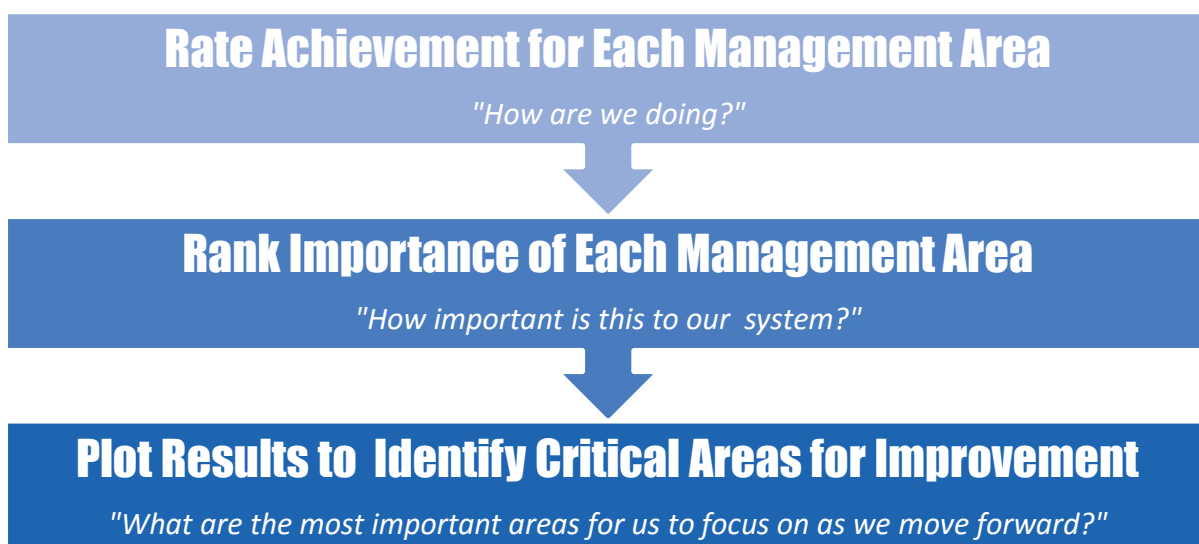 Rate Achievement for Each Management Area
"How are we doing?"
Rank Importance of Each Management Area
"How important is this to our  system?"
Plot Results to  Identify Critical Areas for Improvement
"What are the most important areas for us to focus on as we move forward?"